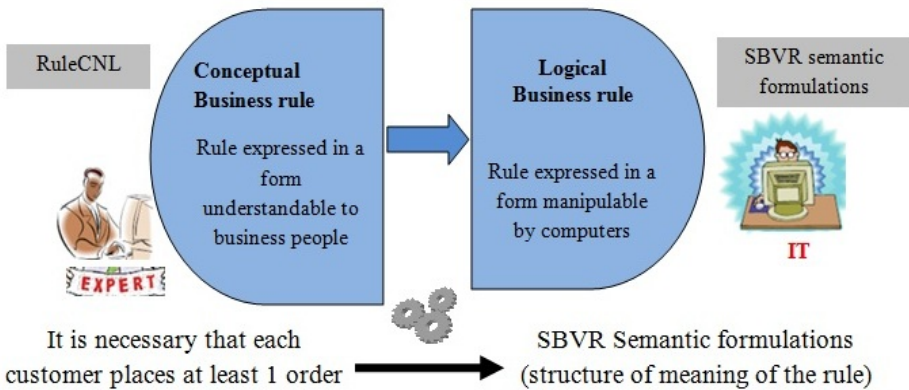 RuleCNL
Conceptual
Business rule
Rule expressed in a
form
understandable to
business people
EXPERT
Logical
Business rule
Rule expressed in a
form manipulable
by computers
SBVR semantic
formulations
IT
It is necessary that each
customer places at least 1 order
SBVR Semantic formulations
(structure of meaning of the rule)